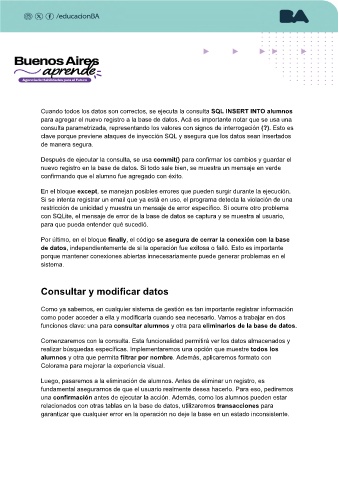 /educacionBA
BA
Buenos Aires
aprende
Agencia de Habilidades para el Futuro
Cuando todos los datos son correctos, se ejecuta la consulta SQL INSERT INTO alumnos
para agregar el nuevo registro a la base de datos. Acá es importante notar que se usa una
consulta parametrizada, representando los valores con signos de interrogación (?). Esto es
clave porque previene ataques de inyección SQL y asegura que los datos sean insertados
de manera segura.
Después de ejecutar la consulta, se usa commit() para confirmar los cambios y guardar el
nuevo registro en la base de datos. Si todo sale bien, se muestra un mensaje en verde
confirmando que el alumno fue agregado con éxito.
En el bloque except, se manejan posibles errores que pueden surgir durante la ejecución.
Si se intenta registrar un email que ya está en uso, el programa detecta la violación de una
restricción de unicidad y muestra un mensaje de error específico. Si ocurre otro problema
con SQLite, el mensaje de error de la base de datos se captura y se muestra al usuario,
para que pueda entender qué sucedió.
Por último, en el bloque finally, el código se asegura de cerrar la conexión con la base
de datos, independientemente de si la operación fue exitosa o falló. Esto es importante
porque mantener conexiones abiertas innecesariamente puede generar problemas en el
sistema.
Consultar y modificar datos
Como ya sabemos, en cualquier sistema de gestión es tan importante registrar información
como poder acceder a ella y modificarla cuando sea necesario. Vamos a trabajar en dos
funciones clave: una para consultar alumnos y otra para eliminarlos de la base de datos.
Comenzaremos con la consulta. Esta funcionalidad permitirá ver los datos almacenados y
realizar búsquedas específicas. Implementaremos una opción que muestre todos los
alumnos y otra que permita filtrar por nombre. Además, aplicaremos formato con
Colorama para mejorar la experiencia visual.
Luego, pasaremos a la eliminación de alumnos. Antes de eliminar un registro, es
fundamental asegurarnos de que el usuario realmente desea hacerlo. Para eso, pediremos
una confirmación antes de ejecutar la acción. Además, como los alumnos pueden estar
relacionados con otras tablas en la base de datos, utilizaremos transacciones para
garantizar que cualquier error en la operación no deje la base en un estado inconsistente.